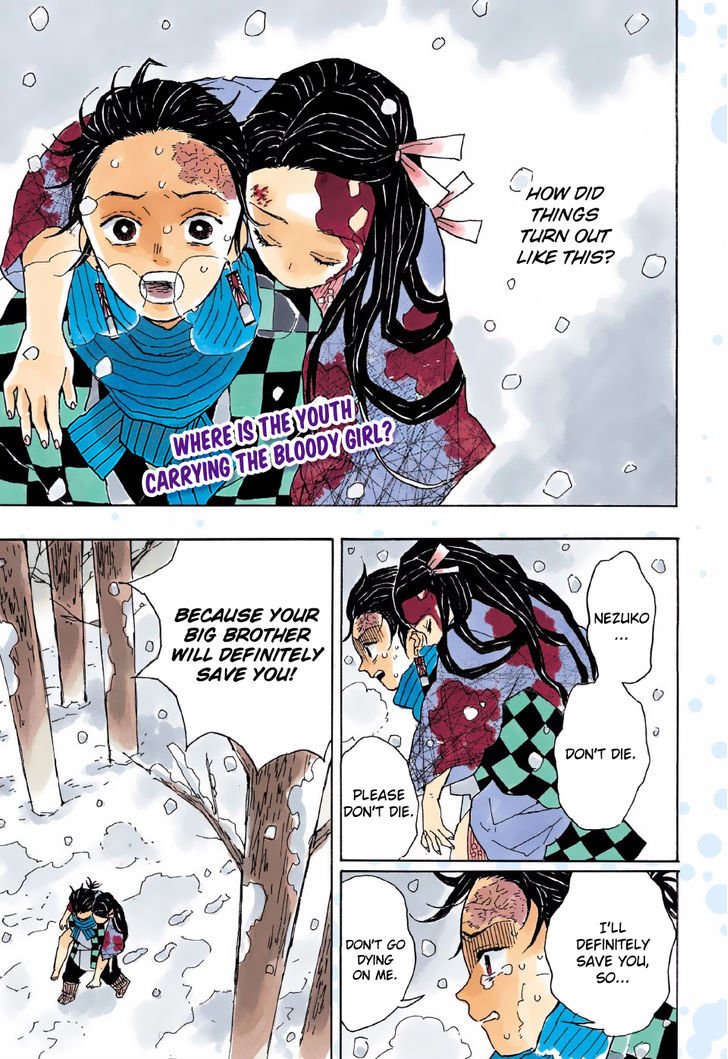 HOW DID
THINGS
TURN OUT
LIKE THIS?
WHERE IS THE YOUTH
CARRYING THE BLOODY GIRL?
NEZUKO
...
DON'T DIE.
PLEASE
DON'T DIE.
I'LL
DEFINITELY
SAVE YOU,
SO...
DON'T GO
DYING
ON ME.
BECAUSE YOUR
BIG BROTHER
WILL DEFINITELY
SAVE YOU!